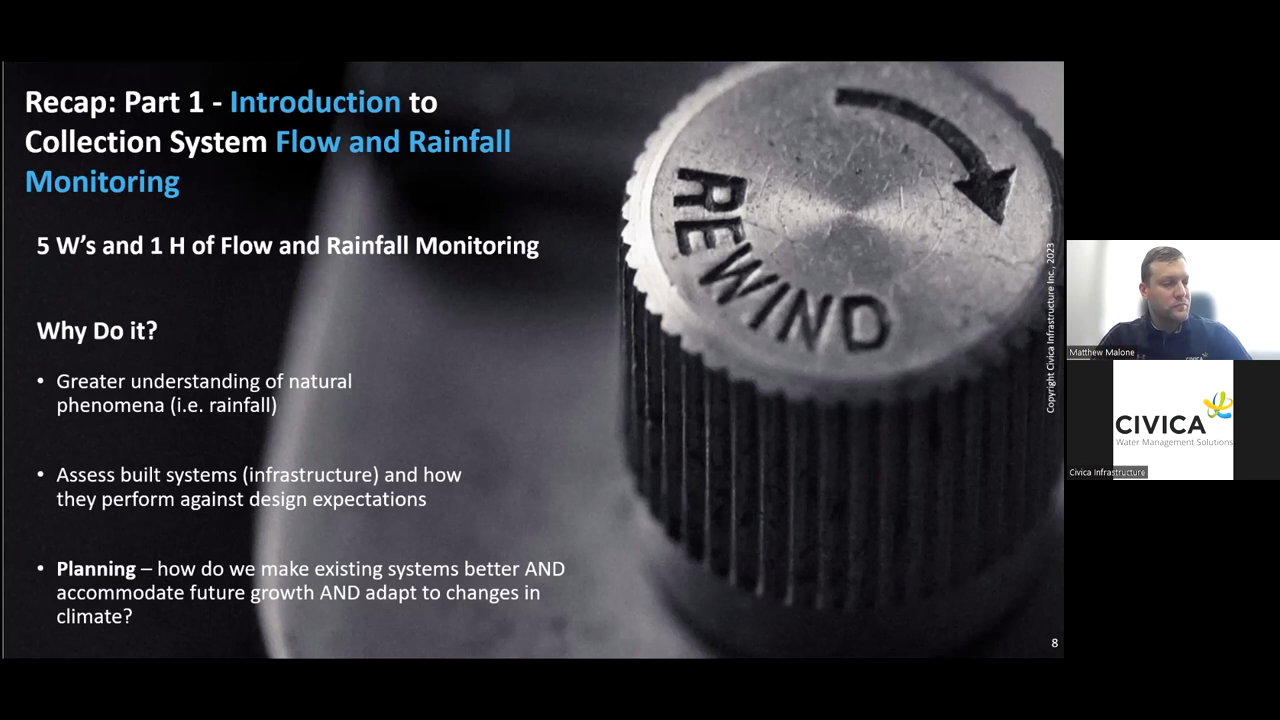 Recap: Part 1 - Introduction to
Collection System Flow and Rainfall
Monitoring
5 W's and 1 H of Flow and Rainfall Monitoring
Why Do it?
• Greater understanding of natural
phenomena (i.e. rainfall)
• Assess built systems (infrastructure) and how
they perform against design expectations
• Planning – how do we make existing systems better AND
accommodate future growth AND adapt to changes in
climate?
REWIND
Copyright Civica Infrastructure Inc., 2023
8
CIVICA
Matthew Malone
CIVICA
Water Management Solutions
Civica Infrastructure